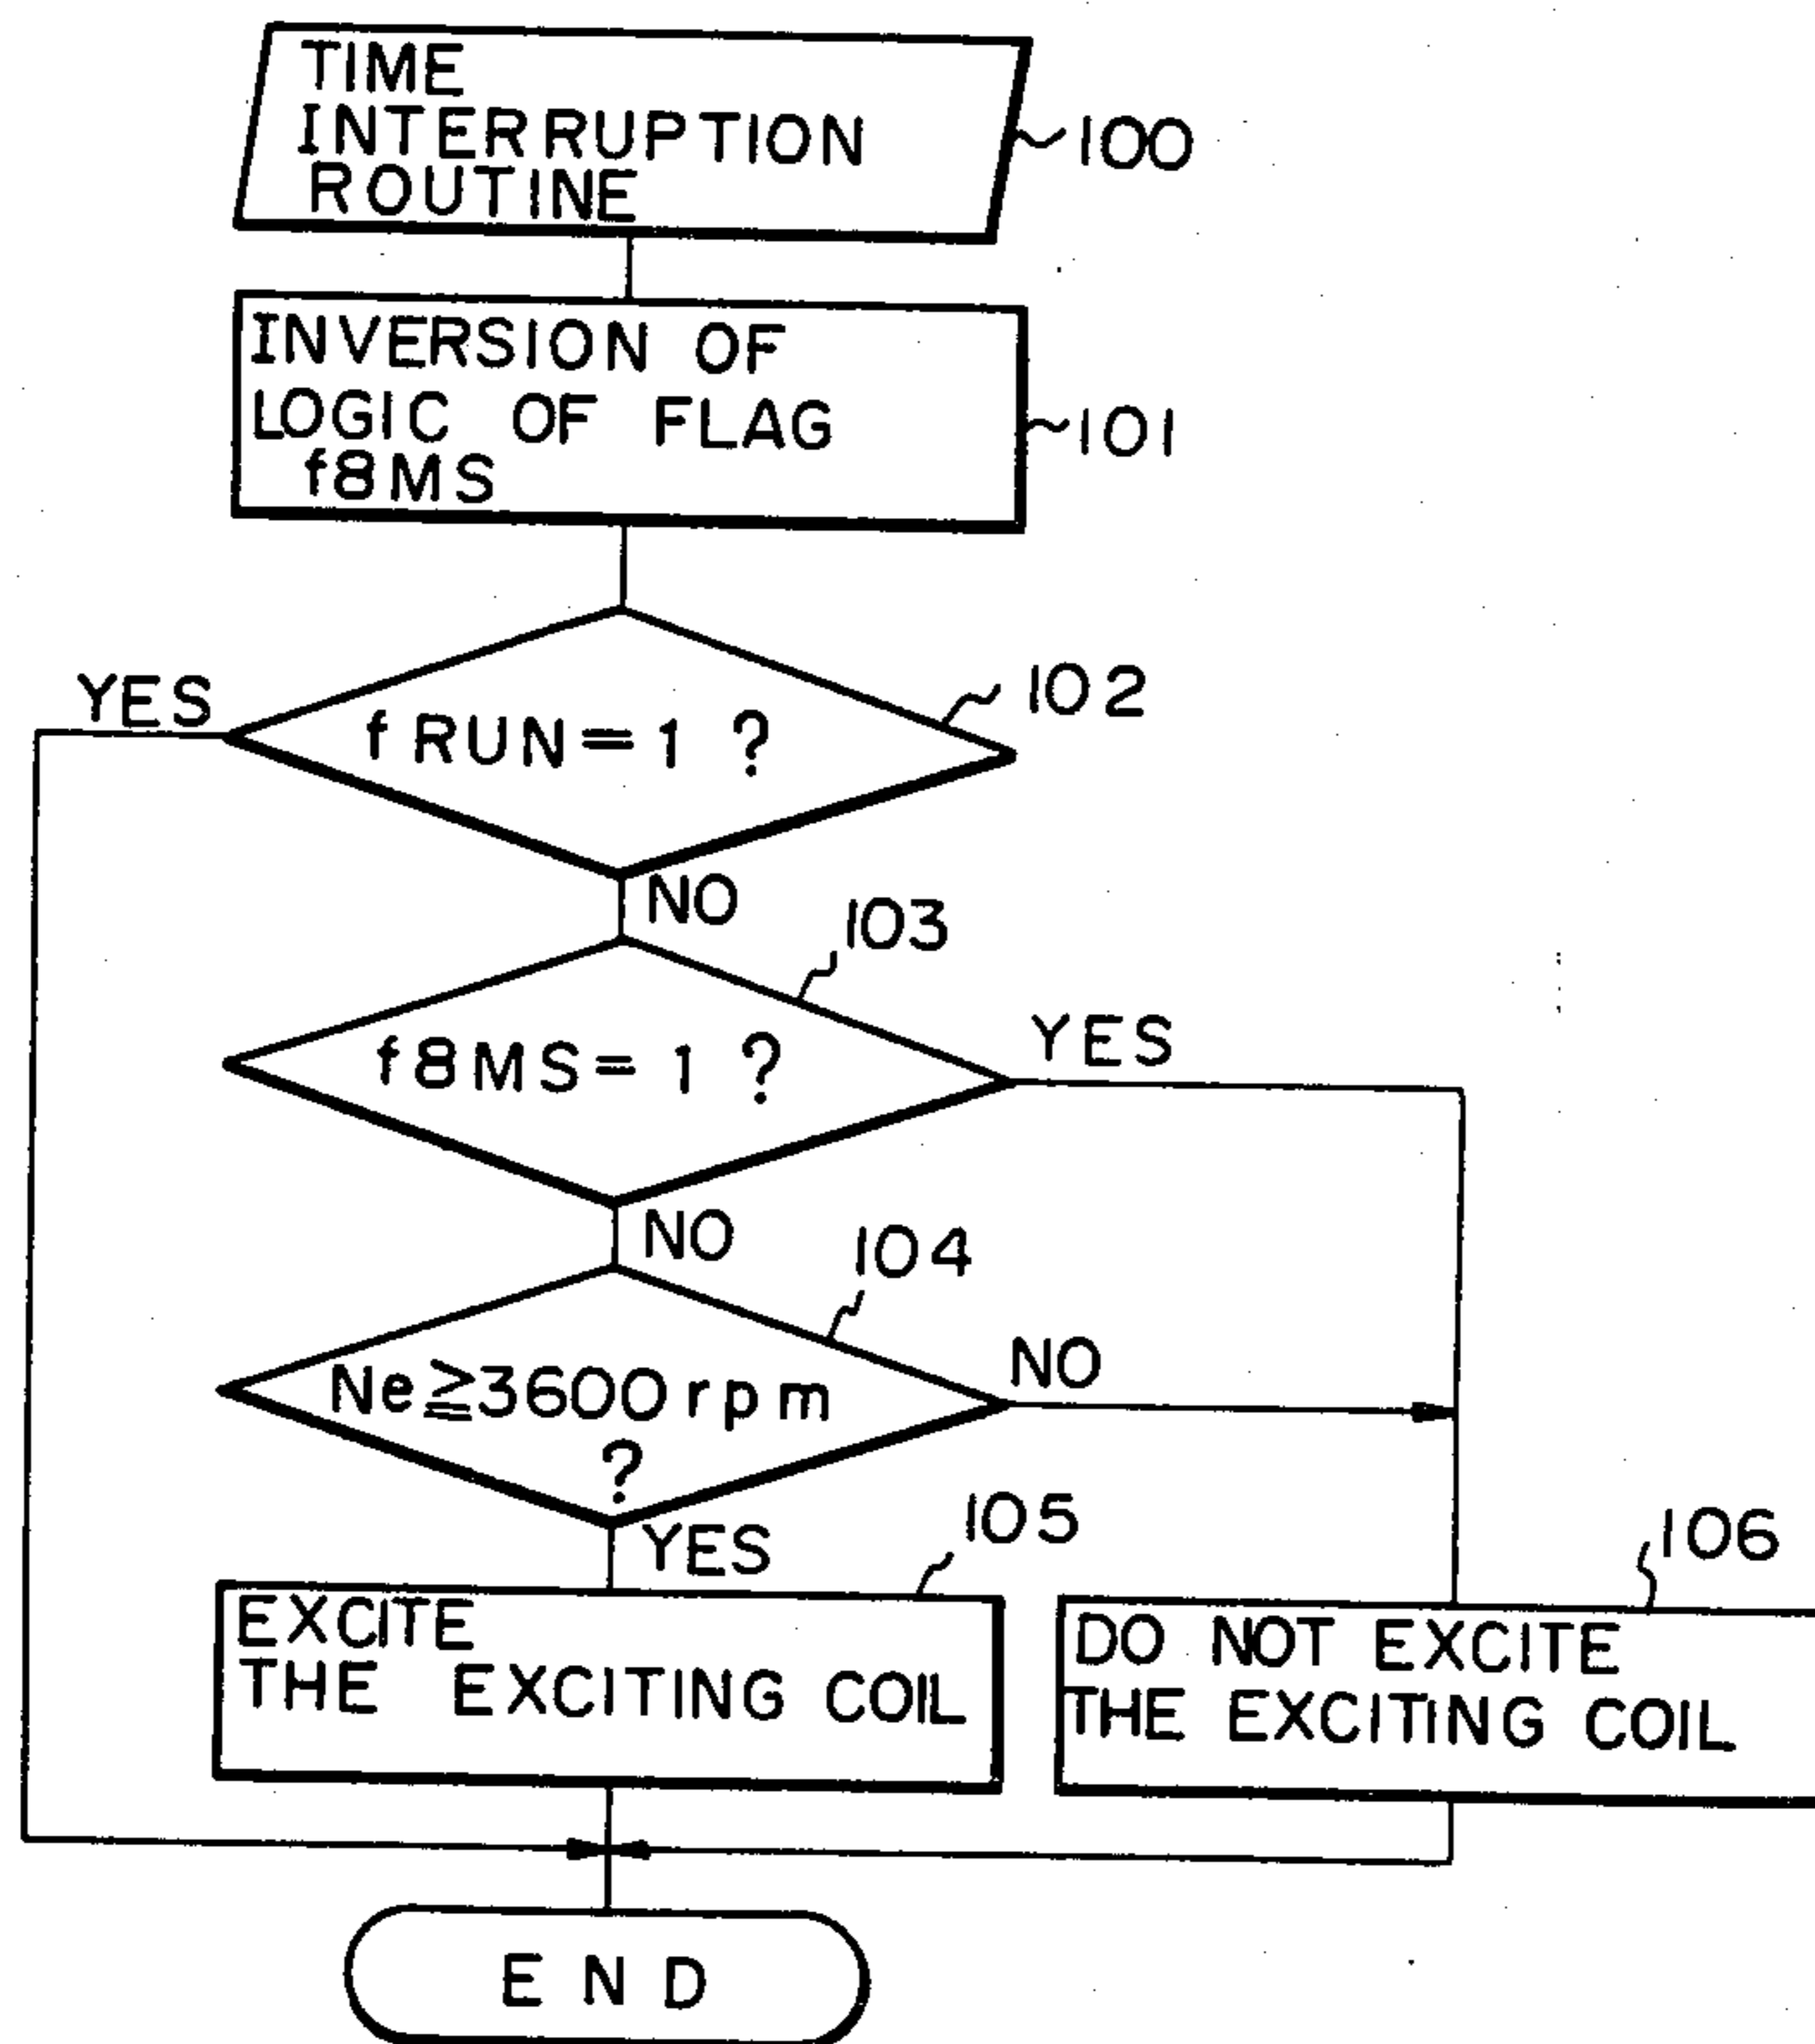 TIME
INTERRUPTION
ROUTINE
100
INVERSION OF
LOGIC OF FLAG
f8MS
101
YES
102
fRUN=1 ?
NO
103
YES
f8MS=1 ?
NO
104
NO
Ne≧3600rpm
?
YES
105
106
EXCITE
THE EXCITING COIL
DO NOT EXCITE
THE EXCITING COIL
END